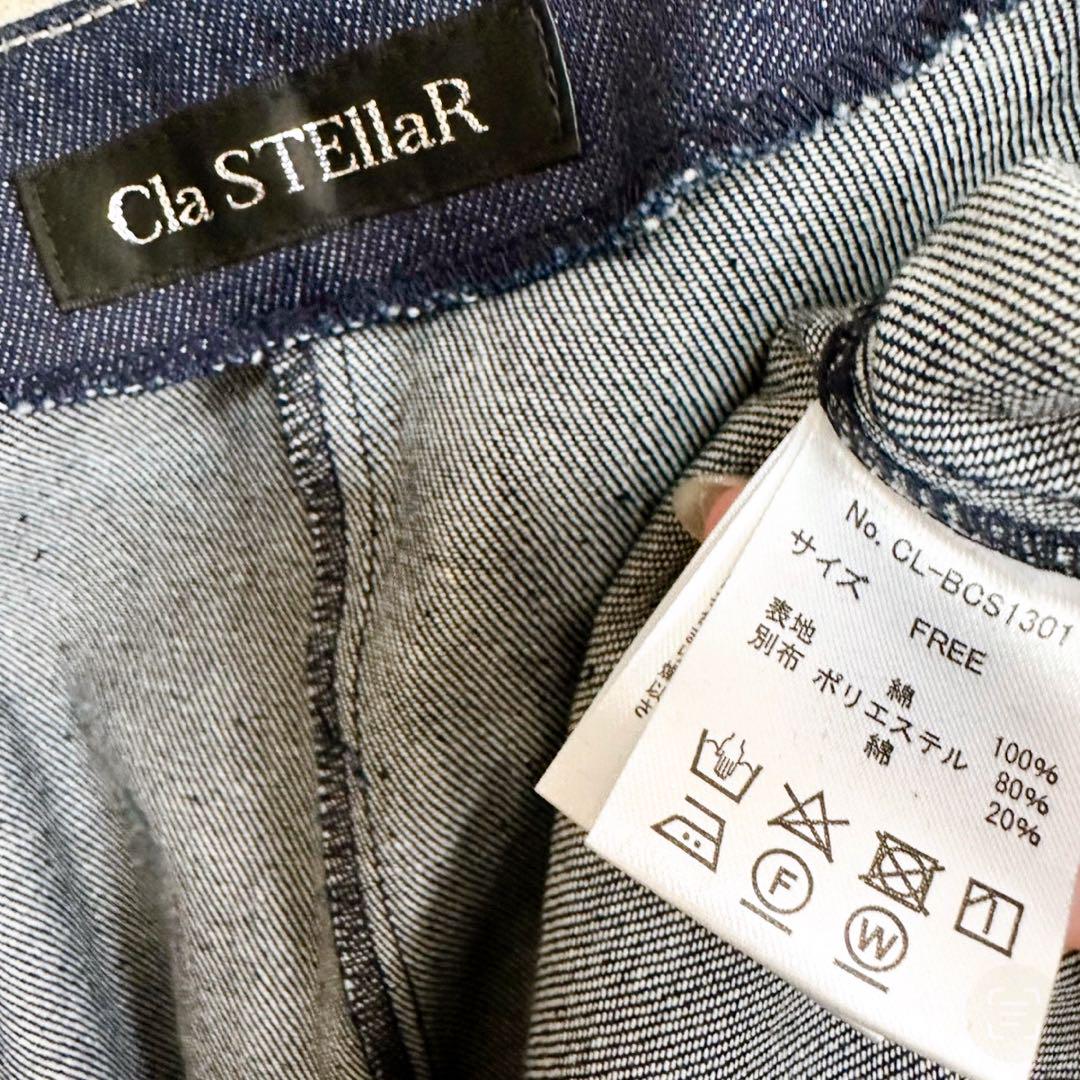 Cla STEllaR
No. CL-BCS1301
サイズ
FREE
表地 綿 100%
別布 ポリエステル 80%
綿 20%
F
W